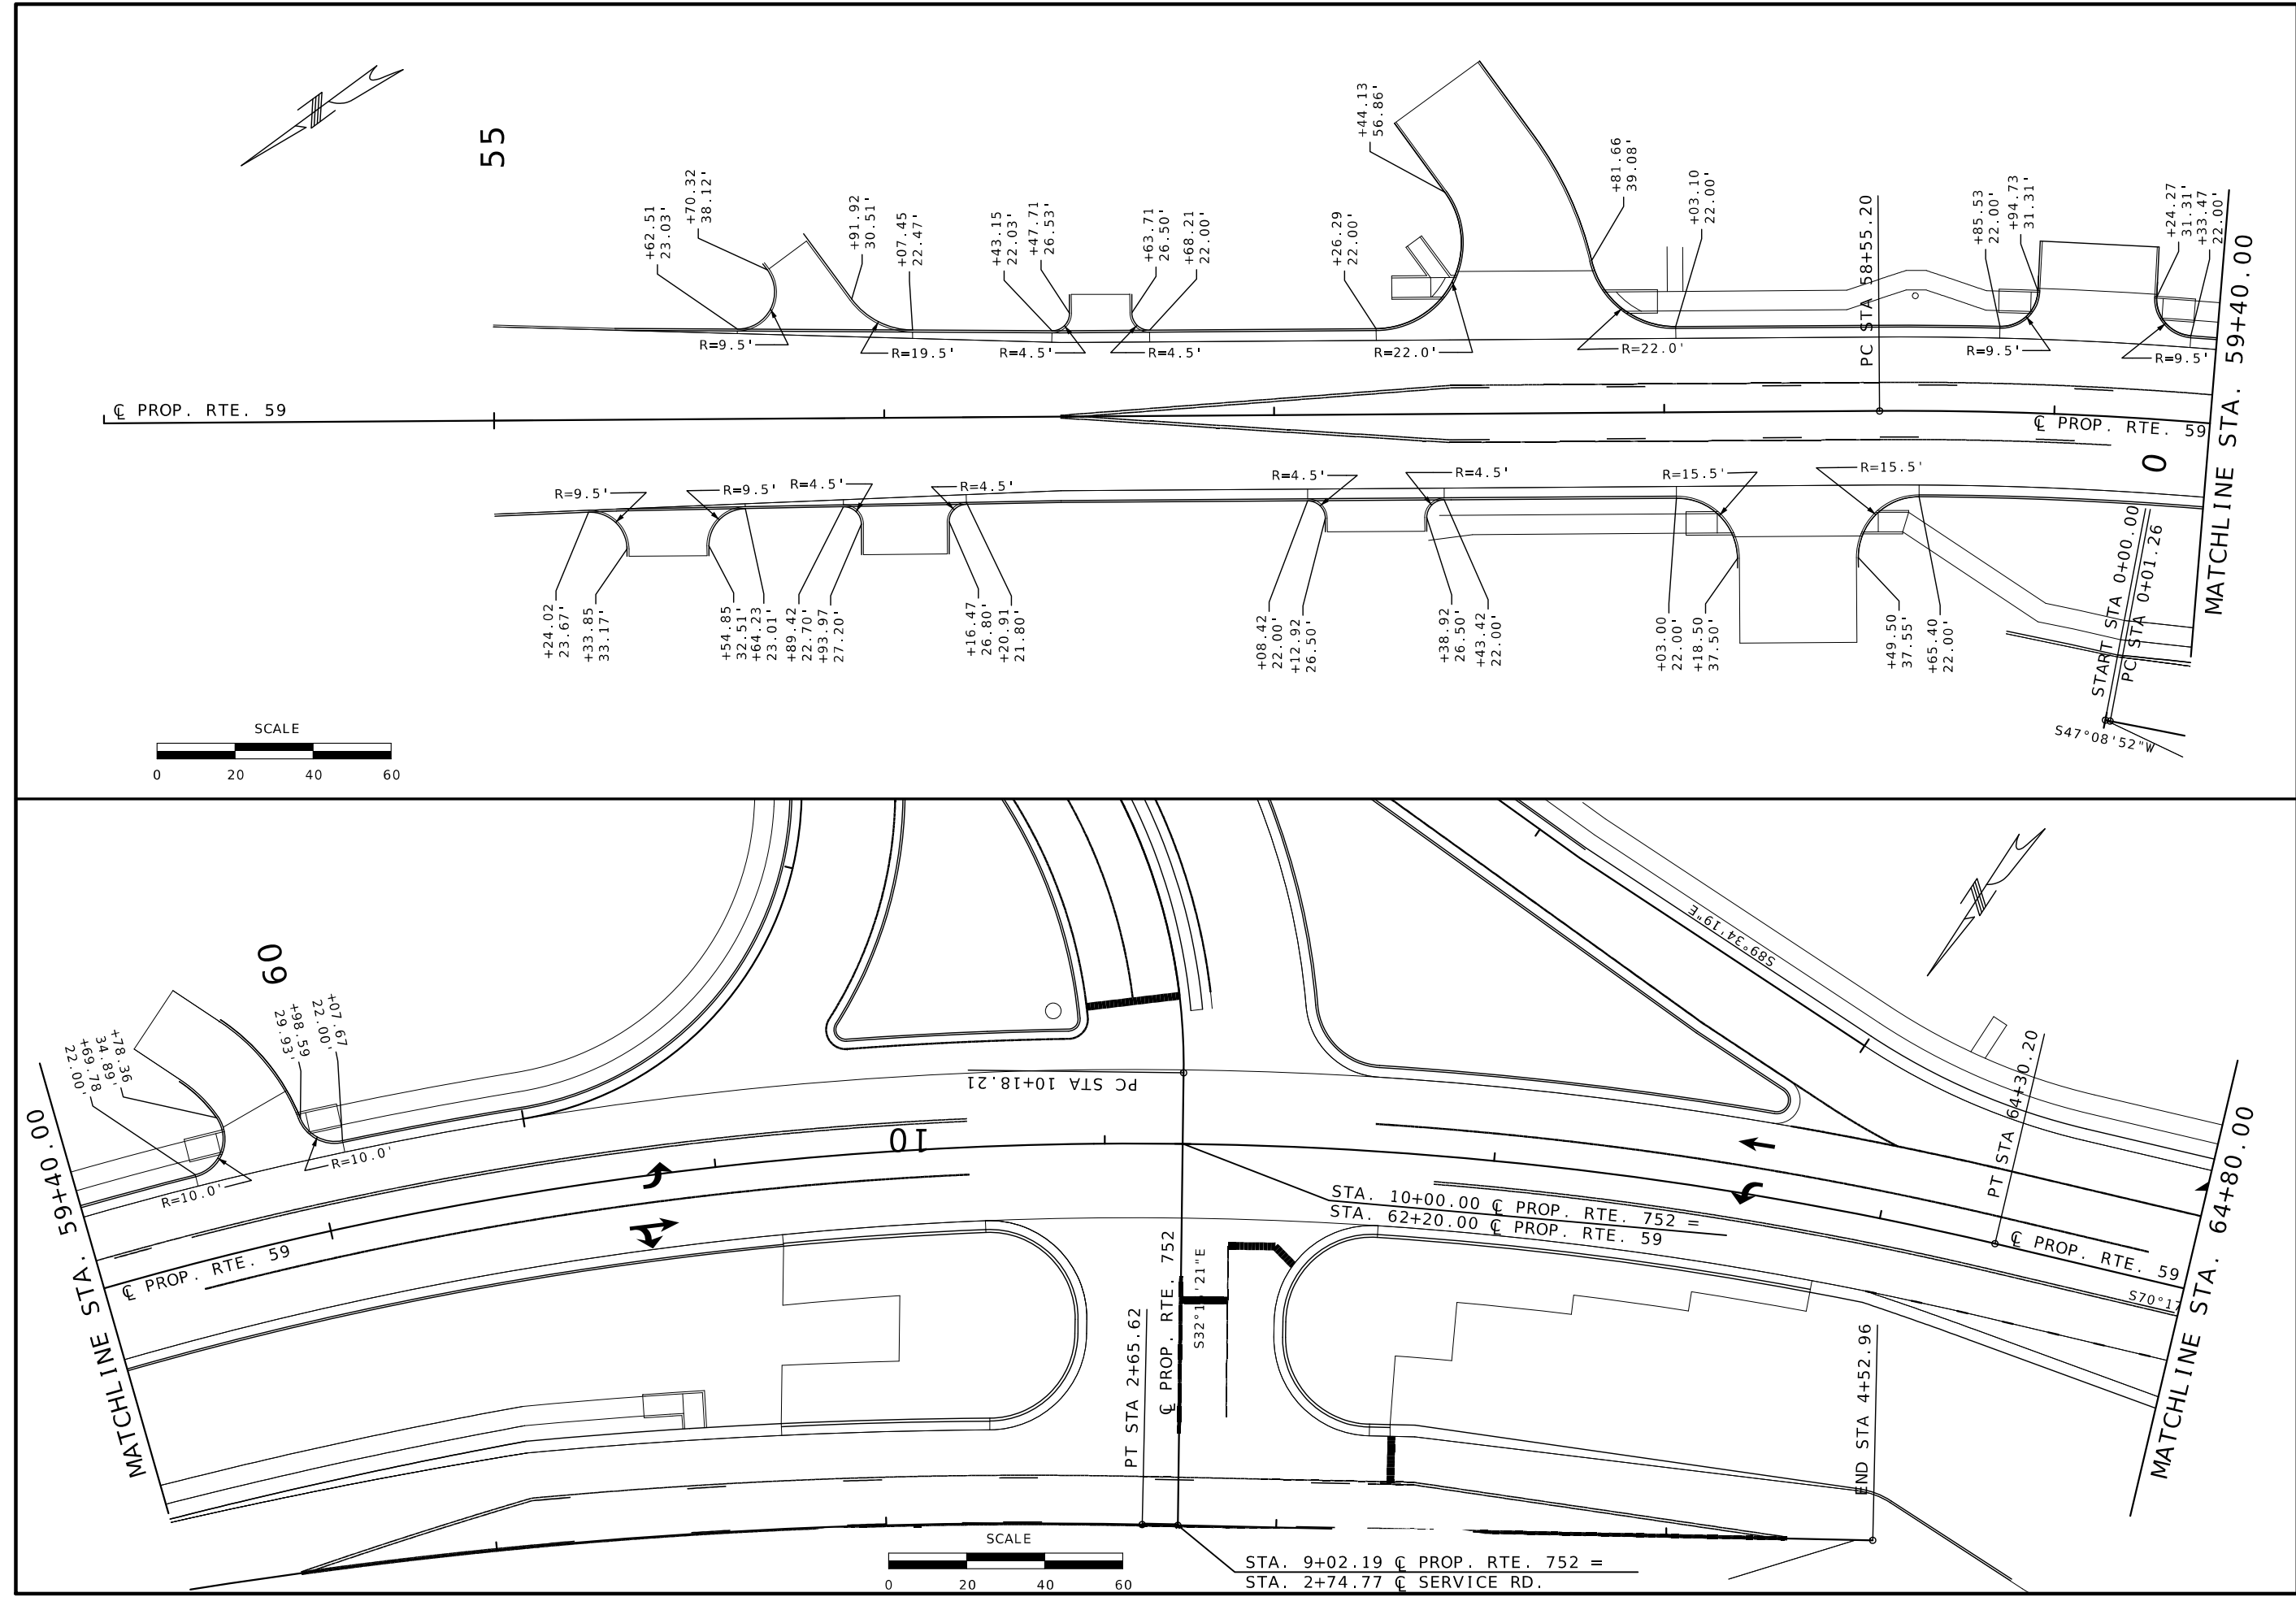 55
+62.51
23.03'
+70.32
38.12'
+91.92
30.51'
+07.45
22.47'
+43.15
22.03'
+47.71
26.53'
+63.71
26.50'
+68.21
22.00'
+26.29
22.00'
+44.13
56.86'
+81.66
39.08'
+03.10
22.00'
PC STA 58+55.20
+85.53
22.00'
+94.73
31.31'
+24.27
31.31'
+33.47
22.00'
R=9.5'
R=19.5'
R=4.5'
R=4.5'
R=22.0'
R=22.0'
R=9.5'
R=9.5'
MATCHLINE STA. 59+40.00
℄ PROP. RTE. 59
℄ PROP. RTE. 59
0
R=9.5'
R=9.5'
R=4.5'
R=4.5'
R=4.5'
R=4.5'
R=15.5'
R=15.5'
+24.02
23.67'
+33.85
33.17'
+54.85
32.51'
+64.23
23.01'
+89.42
22.70'
+93.97
27.20'
+16.47
26.80'
+20.91
21.80'
+08.42
22.00'
+12.92
26.50'
+38.92
26.50'
+43.42
22.00'
+03.00
22.00'
+18.50
37.50'
+49.50
37.55'
+65.40
22.00'
START STA 0+00.00
PC STA 0+01.26
S47°08'52"W
SCALE
0 20 40 60
60
+69.78
22.00'
+78.36
34.89'
+98.59
29.93'
+07.67
22.00'
R=10.0'
R=10.0'
MATCHLINE STA. 59+40.00
℄ PROP. RTE. 59
PC STA 10+18.21
10
S89°34'19"E
STA. 10+00.00 ℄ PROP. RTE. 752 =
STA. 62+20.00 ℄ PROP. RTE. 59
PT STA 64+30.20
℄ PROP. RTE. 59
S70°17
MATCHLINE STA. 64+80.00
PT STA 2+65.62
℄ PROP. RTE. 752
END STA 4+52.96
SCALE
0 20 40 60
STA. 9+02.19 ℄ PROP. RTE. 752 =
STA. 2+74.77 ℄ SERVICE RD.